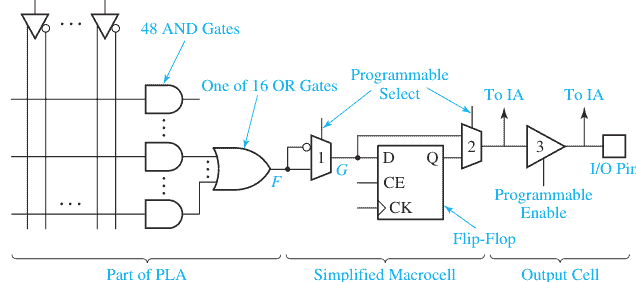 48 AND Gates
One of 16 OR Gates
Programmable
Select
To IA
To IA
1
2
3
F
G
D
Q
CE
CK
I/O Pin
Programmable
Enable
Flip-Flop
Part of PLA
Simplified Macrocell
Output Cell